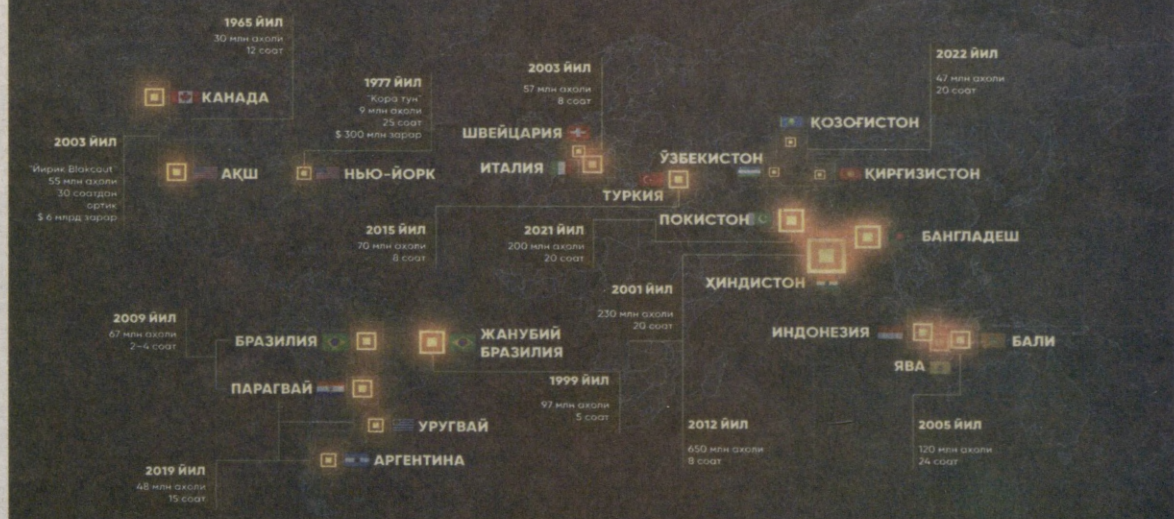 1965 ЙИЛ
30 млн аҳоли
12 соат
КАНАДА
2003 ЙИЛ
"Йирик Blakcout"
55 млн аҳоли
30 соатдан
ортиқ
$ 6 млрд зарар
АҚШ
1977 ЙИЛ
"Қора тун"
9 млн аҳоли
25 соат
$ 300 млн зарар
НЬЮ-ЙОРК
2003 ЙИЛ
57 млн аҳоли
8 соат
ШВЕЙЦАРИЯ
ИТАЛИЯ
2022 ЙИЛ
47 млн аҳоли
20 соат
ҚОЗОҒИСТОН
ЎЗБЕКИСТОН
ҚИРҒИЗИСТОН
ТУРКИЯ
2015 ЙИЛ
70 млн аҳоли
8 соат
2021 ЙИЛ
200 млн аҳоли
20 соат
ПОКИСТОН
БАНГЛАДЕШ
ҲИНДИСТОН
2001 ЙИЛ
230 млн аҳоли
20 соат
2009 ЙИЛ
67 млн аҳоли
2-4 соат
БРАЗИЛИЯ
ЖАНУБИЙ
БРАЗИЛИЯ
ПАРАГВАЙ
1999 ЙИЛ
97 млн аҳоли
5 соат
УРУГВАЙ
АРГЕНТИНА
2019 ЙИЛ
48 млн аҳоли
15 соат
2012 ЙИЛ
650 млн аҳоли
8 соат
ИНДОНЕЗИЯ
БАЛИ
ЯВА
2005 ЙИЛ
120 млн аҳоли
24 соат